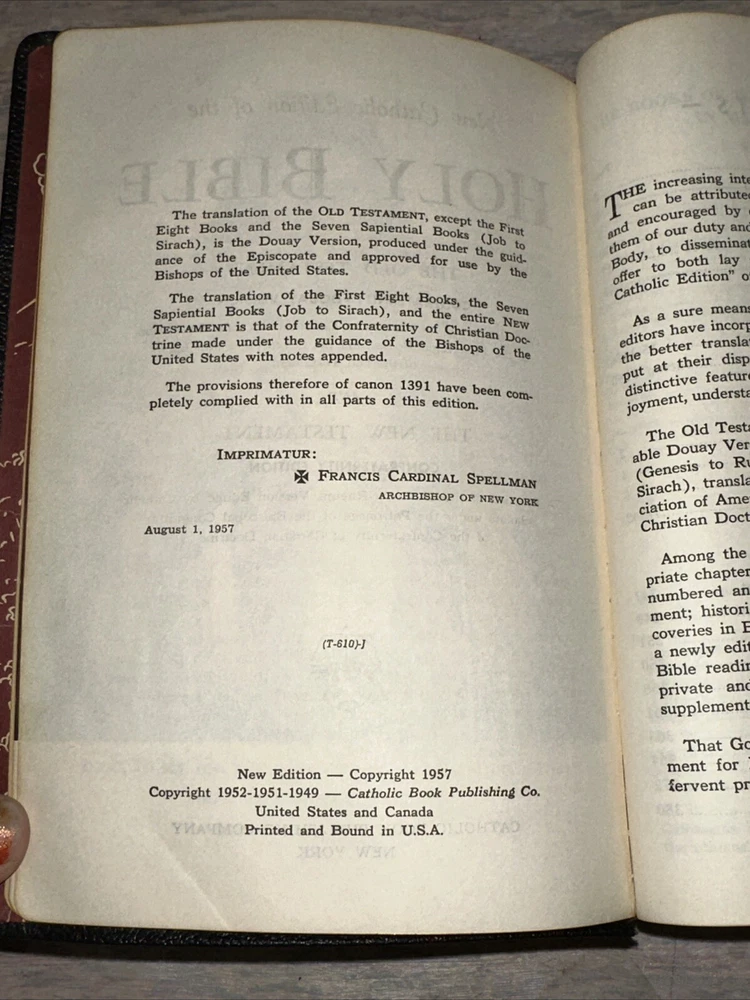 The translation of the OLD TESTAMENT, except the First
Eight Books and the Seven Sapiential Books (Job to
Sirach), is the Douay Version, produced under the guid-
ance of the Episcopate and approved for use by the
Bishops of the United States.
The translation of the First Eight Books, the Seven
Sapiential Books (Job to Sirach), and the entire NEW
TESTAMENT is that of the Confraternity of Christian Doc-
trine made under the guidance of the Bishops of the
United States with notes appended.
The provisions therefore of canon 1391 have been com-
pletely complied with in all parts of this edition.
IMPRIMATUR:
✠ FRANCIS CARDINAL SPELLMAN
ARCHBISHOP OF NEW YORK
August 1, 1957
(T-610)-J
New Edition — Copyright 1957
Copyright 1952-1951-1949 — Catholic Book Publishing Co.
United States and Canada
Printed and Bound in U.S.A.
THE increasing inte
can be attribute
and encouraged by
them of our duty and
Body, to disseminat
offer to both lay
Catholic Edition" o
As a sure means
editors have incorp
the better transla
put at their disp
distinctive feature
joyment, understa
The Old Testa
able Douay Ver
(Genesis to Ru
Sirach), transla
ciation of Ame
Christian Doct
Among the
priate chapter
numbered an
ment; histori
coveries in E
a newly edit
Bible readin
private and
supplement
That Go
ment for
fervent pr